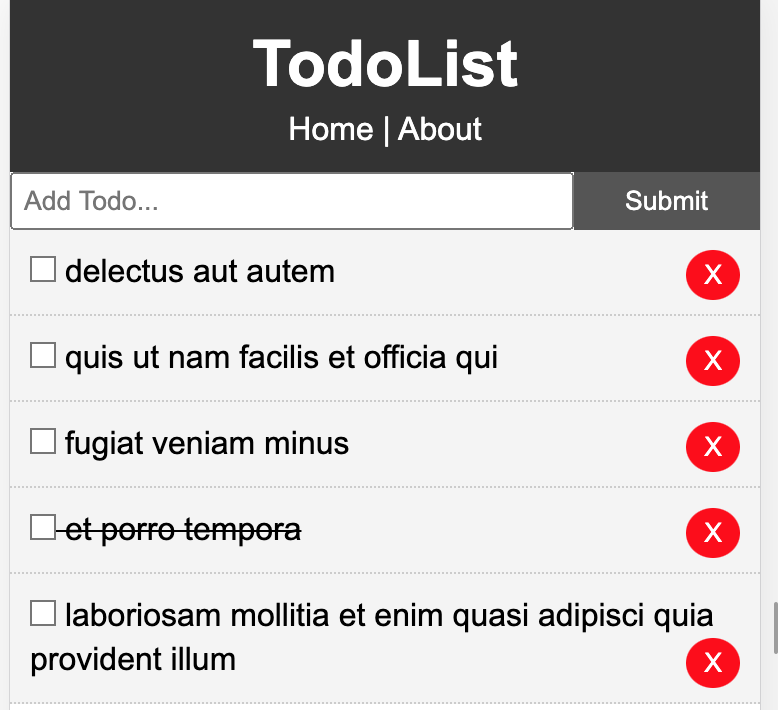 TodoList
Home | About
Add Todo...
Submit
delectus aut autem
X
quis ut nam facilis et officia qui
X
fugiat veniam minus
X
et porro tempora
X
laboriosam mollitia et enim quasi adipisci quia
provident illum
X